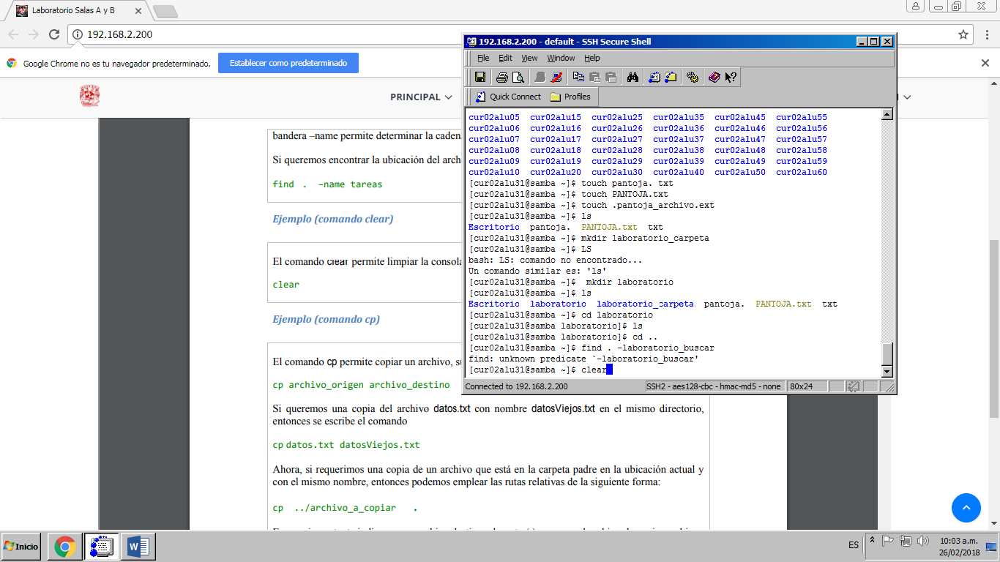 Laboratorio Salas A y B
192.168.2.200
Google Chrome no es tu navegador predeterminado.
Establecer como predeterminado
PRINCIPAL
bandera –name permite determinar la cadena
Si queremos encontrar la ubicación del arch
find . –name tareas
Ejemplo (comando clear)
El comando clear permite limpiar la consola
clear
Ejemplo (comando cp)
El comando cp permite copiar un archivo, su
cp archivo_origen archivo_destino
Si queremos una copia del archivo datos.txt con nombre datosViejos.txt en el mismo directorio,
entonces se escribe el comando
cp datos.txt datosViejos.txt
Ahora, si requerimos una copia de un archivo que está en la carpeta padre en la ubicación actual y
con el mismo nombre, entonces podemos emplear las rutas relativas de la siguiente forma:
cp ../archivo_a_copiar .
192.168.2.200 - default - SSH Secure Shell
File Edit View Window Help
Quick Connect Profiles
cur02alu05 cur02alu15 cur02alu25 cur02alu35 cur02alu45 cur02alu55
cur02alu06 cur02alu16 cur02alu26 cur02alu36 cur02alu46 cur02alu56
cur02alu07 cur02alu17 cur02alu27 cur02alu37 cur02alu47 cur02alu57
cur02alu08 cur02alu18 cur02alu28 cur02alu38 cur02alu48 cur02alu58
cur02alu09 cur02alu19 cur02alu29 cur02alu39 cur02alu49 cur02alu59
cur02alu10 cur02alu20 cur02alu30 cur02alu40 cur02alu50 cur02alu60
[cur02alu31@samba ~]$ touch pantoja. txt
[cur02alu31@samba ~]$ touch PANTOJA.txt
[cur02alu31@samba ~]$ touch .pantoja_archivo.ext
[cur02alu31@samba ~]$ ls
Escritorio pantoja. PANTOJA.txt txt
[cur02alu31@samba ~]$ mkdir laboratorio_carpeta
[cur02alu31@samba ~]$ LS
bash: LS: comando no encontrado...
Un comando similar es: 'ls'
[cur02alu31@samba ~]$  mkdir laboratorio
[cur02alu31@samba ~]$ ls
Escritorio laboratorio laboratorio_carpeta pantoja. PANTOJA.txt txt
[cur02alu31@samba ~]$ cd laboratorio
[cur02alu31@samba laboratorio]$ ls
[cur02alu31@samba laboratorio]$ cd ..
[cur02alu31@samba ~]$ find . -laboratorio_buscar
find: unknown predicate `-laboratorio_buscar'
[cur02alu31@samba ~]$ clear
Connected to 192.168.2.200 SSH2 - aes128-cbc - hmac-md5 - none 80x24
Inicio
ES
10:03 a.m.
26/02/2018